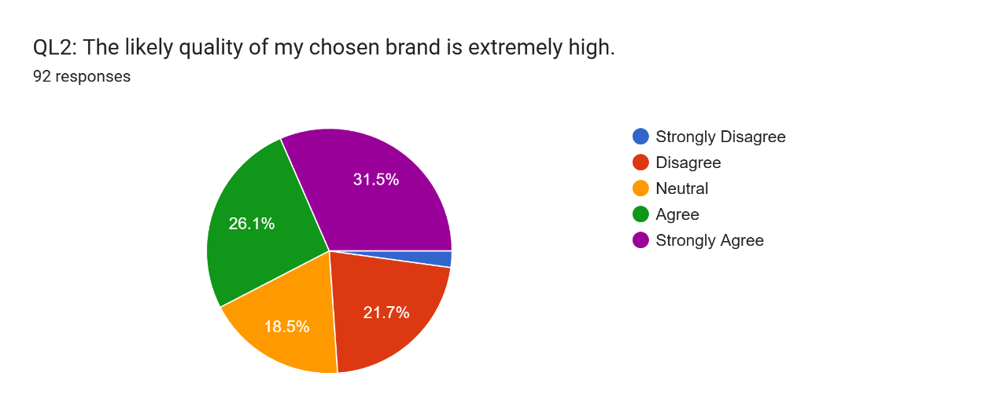 QL2: The likely quality of my chosen brand is extremely high.
92 responses
31.5%
26.1%
21.7%
18.5%
Strongly Disagree
Disagree
Neutral
Agree
Strongly Agree